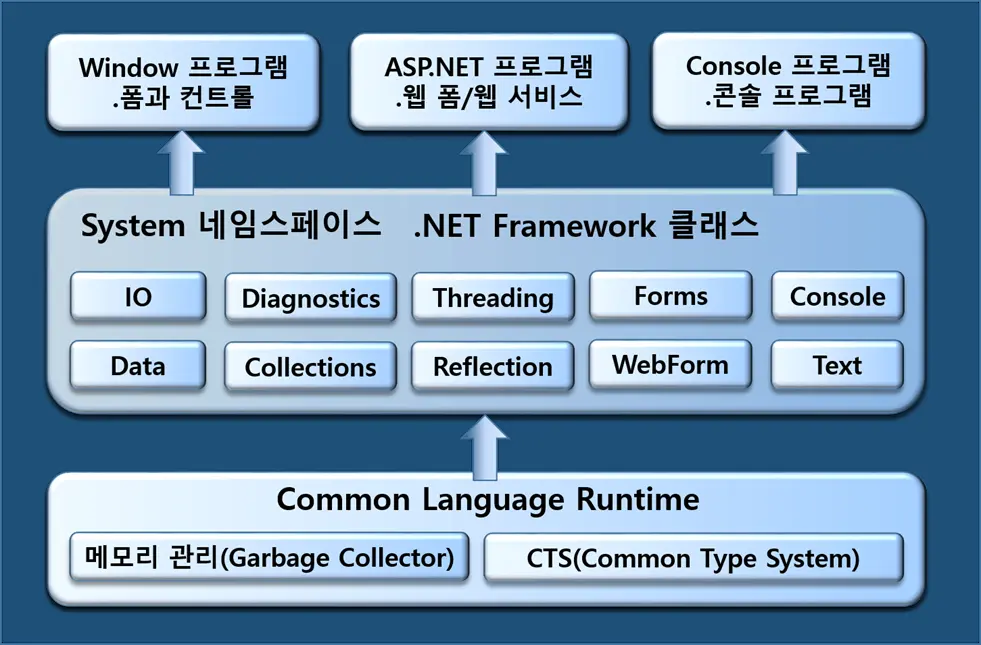 Window 프로그램
.폼과 컨트롤
ASP.NET 프로그램
.웹 폼/웹 서비스
Console 프로그램
.콘솔 프로그램
System 네임스페이스 .NET Framework 클래스
IO
Diagnostics
Threading
Forms
Console
Data
Collections
Reflection
WebForm
Text
Common Language Runtime
메모리 관리(Garbage Collector)
CTS(Common Type System)